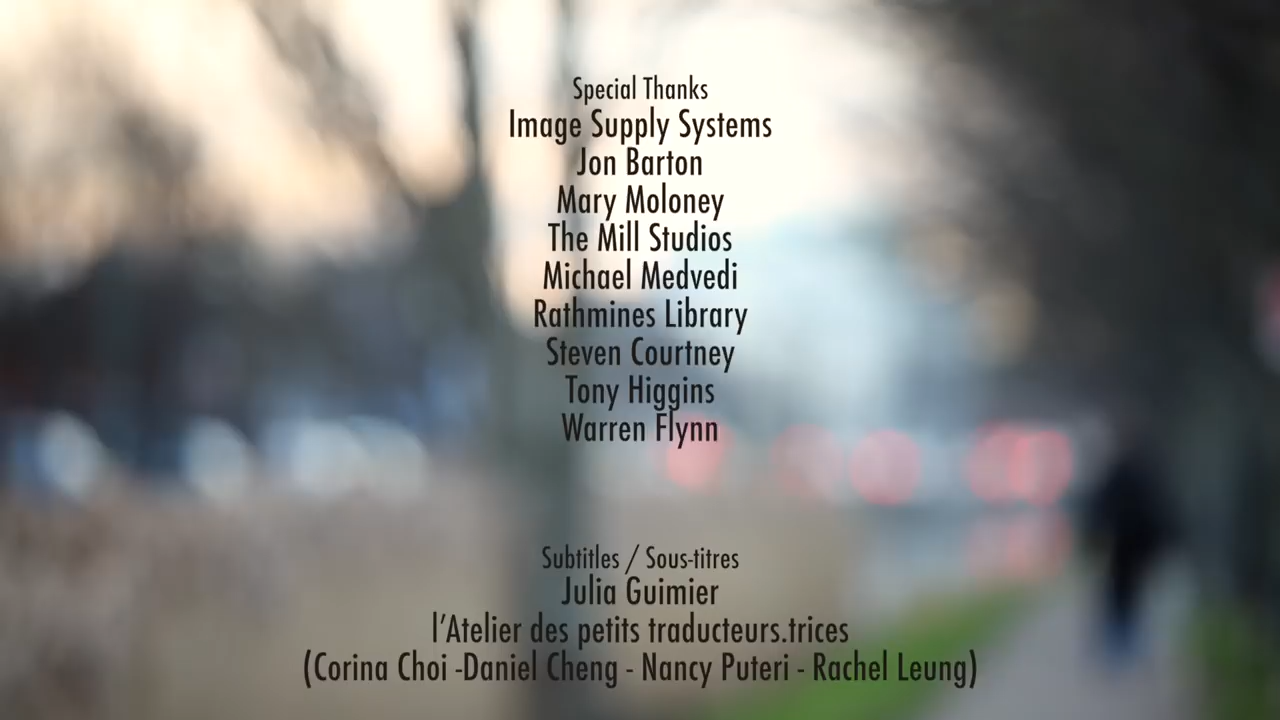 Special Thanks
Image Supply Systems
Jon Barton
Mary Moloney
The Mill Studios
Michael Medvedi
Rathmines Library
Steven Courtney
Tony Higgins
Warren Flynn
Subtitles / Sous-titres
Julia Guimier
l'Atelier des petits traducteurs.trices
(Corina Choi -Daniel Cheng - Nancy Puteri - Rachel Leung)